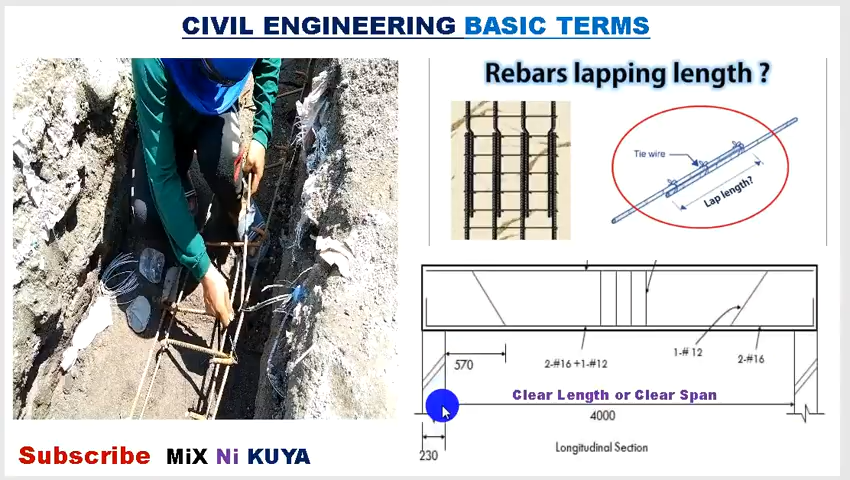 CIVIL ENGINEERING BASIC TERMS
Rebars lapping length ?
Tie wire
Lap length?
570
2-#16 +1-#12
1-# 12
2-#16
Clear Length or Clear Span
4000
230
Longitudinal Section
Subscribe MiX Ni KUYA